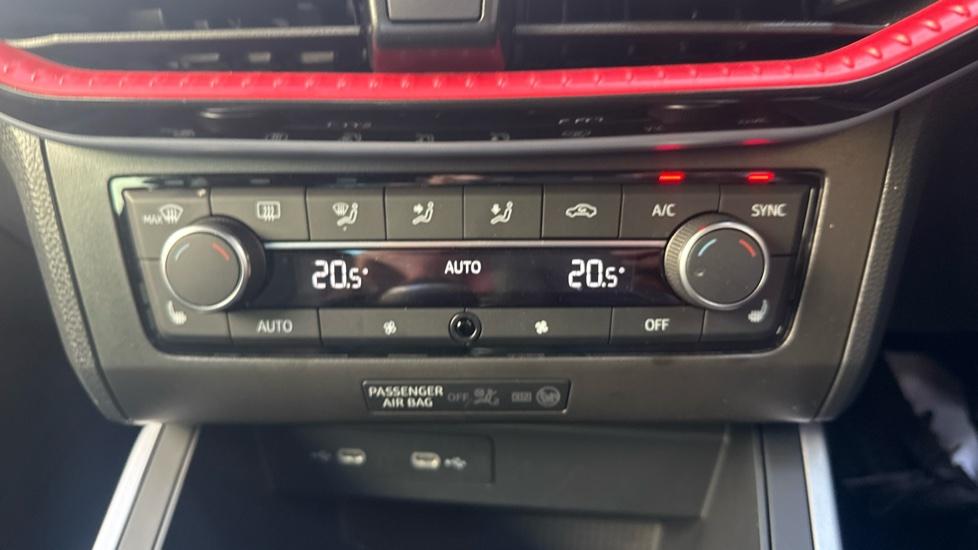 MAX
A/C
SYNC
20.5°
AUTO
20.5°
AUTO
OFF
PASSENGER
AIR BAG
OFF